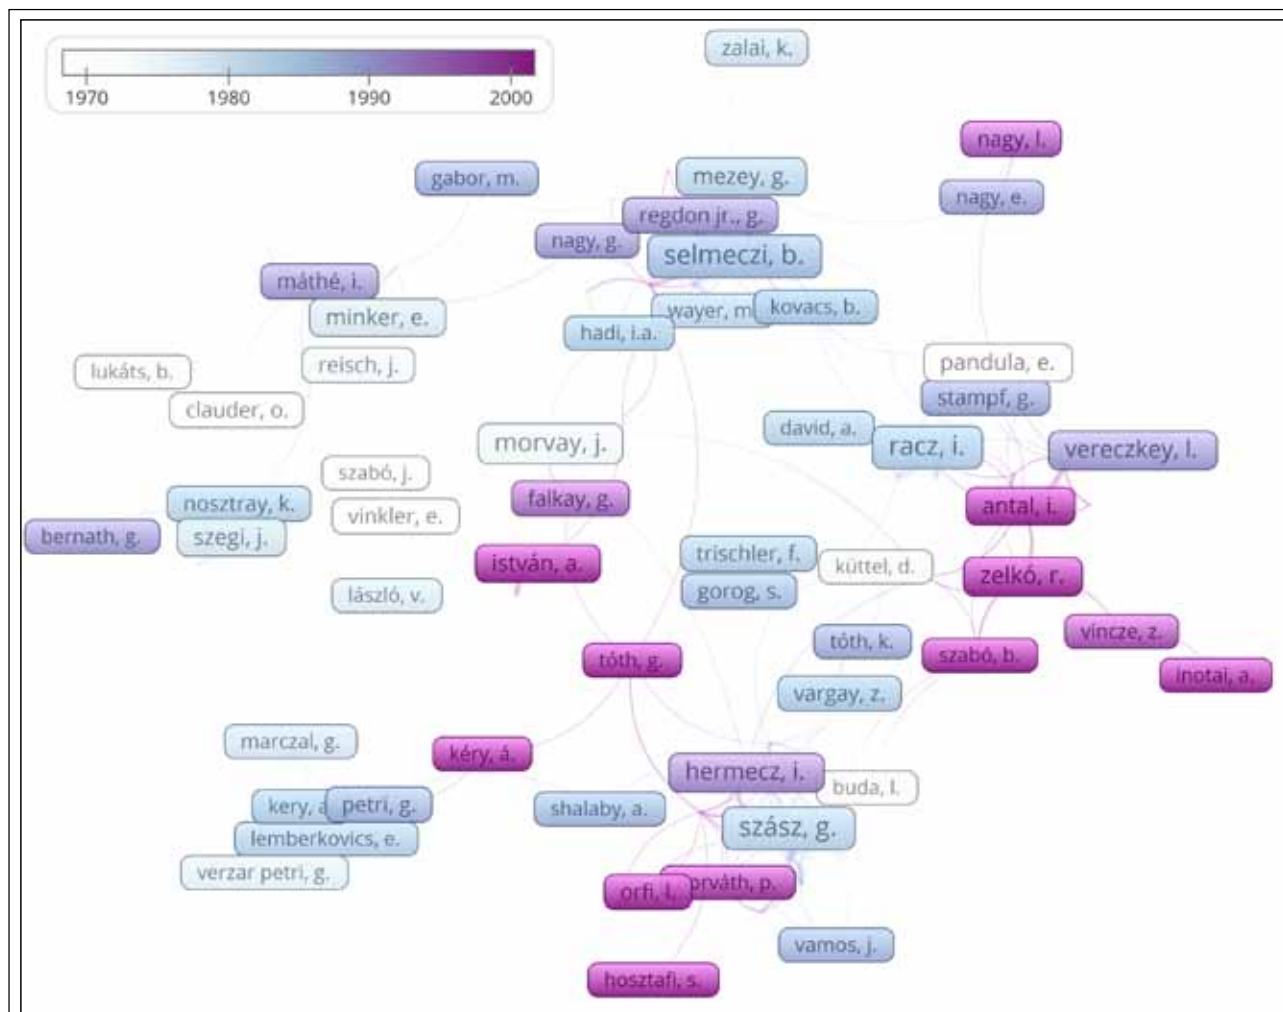 zalai, k.
1970 1980 1990 2000
nagy, l.
gabor, m.
mezey, g.
nagy, e.
regdon jr., g.
nagy, g.
selmeczi, b.
máthé, i.
minker, e.
wayer, m
kovacs, b.
hadi, i.a.
reisch, j.
pandula, e.
lukáts, b.
stampf, g.
clauder, o.
david, a.
morvay, j.
racz, i.
vereczkey, l.
szabó, j.
falkay, g.
nosztray, k.
antal, i.
vinkler, e.
bernath, g.
szegi, j.
trischler, f.
istván, a.
küttel, d.
zelkó, r.
gorog, s.
lászló, v.
vincze, z.
tóth, k.
szabó, b.
tóth, g.
inotai, a.
vargay, z.
marczal, g.
kéry, á.
hermecz, i.
buda, l.
kery, a
petri, g.
shalaby, a.
szász, g.
lemberkovics, e.
verzar petri, g.
orfi, l.
orváth, p.
vamos, j.
hosztafi, s.